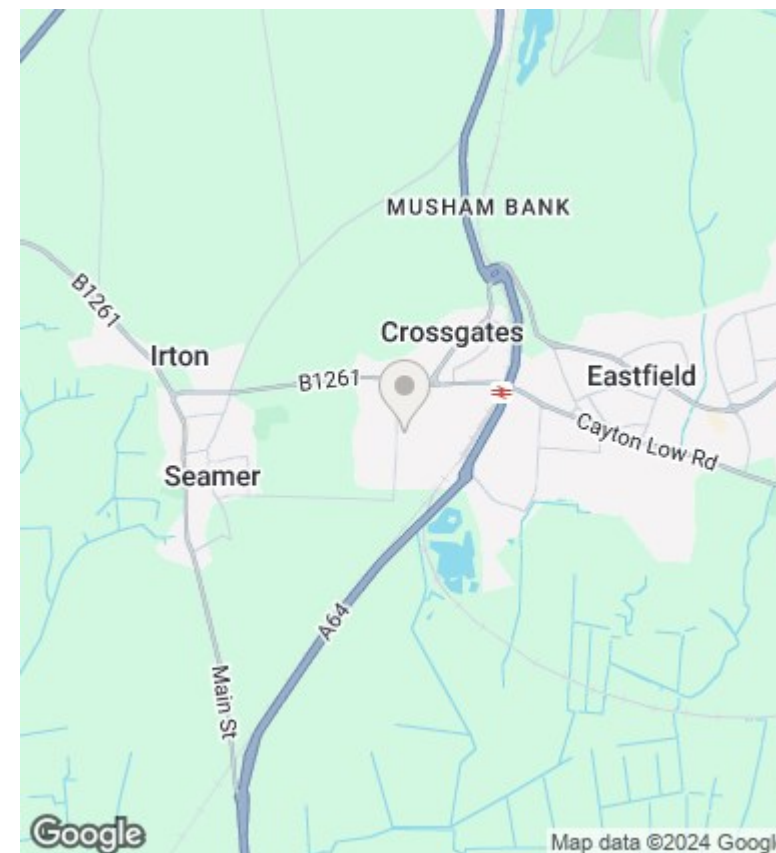 MUSHAM BANK
B1261
Crossgates
Irton
B1261
Eastfield
Cayton Low Rd
Seamer
A64
Main St
Google
Map data ©2024 Googl